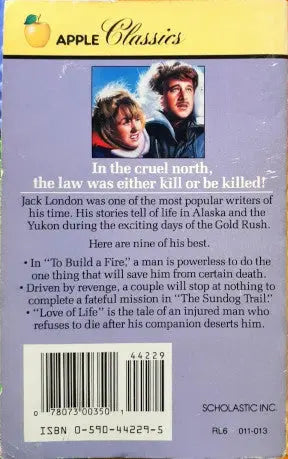 APPLE Classics
In the cruel north,
the law was either kill or be killed!
Jack London was one of the most popular writers of
his time. His stories tell of life in Alaska and the
Yukon during the exciting days of the Gold Rush.
Here are nine of his best.
• In "To Build a Fire," a man is powerless to do the
one thing that will save him from certain death.
• Driven by revenge, a couple will stop at nothing to
complete a fateful mission in "The Sundog Trail."
• "Love of Life" is the tale of an injured man who
refuses to die after his companion deserts him.
44229
0 78073 00350 1
ISBN 0-590-44229-5
SCHOLASTIC INC.
RL6 011-013